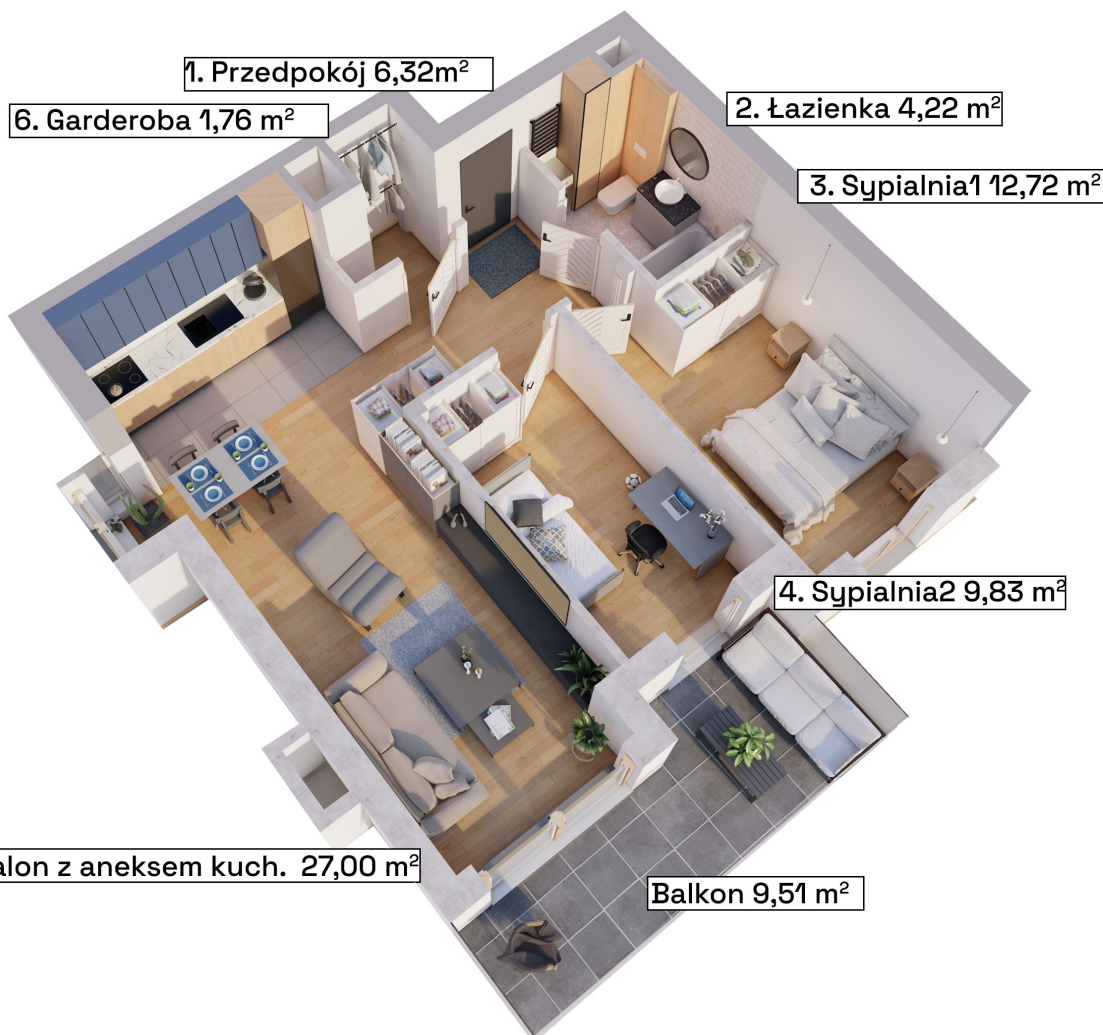 1. Przedpokój 6,32m²
6. Garderoba 1,76 m²
2. Łazienka 4,22 m²
3. Sypialnia1 12,72 m²
4. Sypialnia2 9,83 m²
alon z aneksem kuch. 27,00 m²
Balkon 9,51 m²